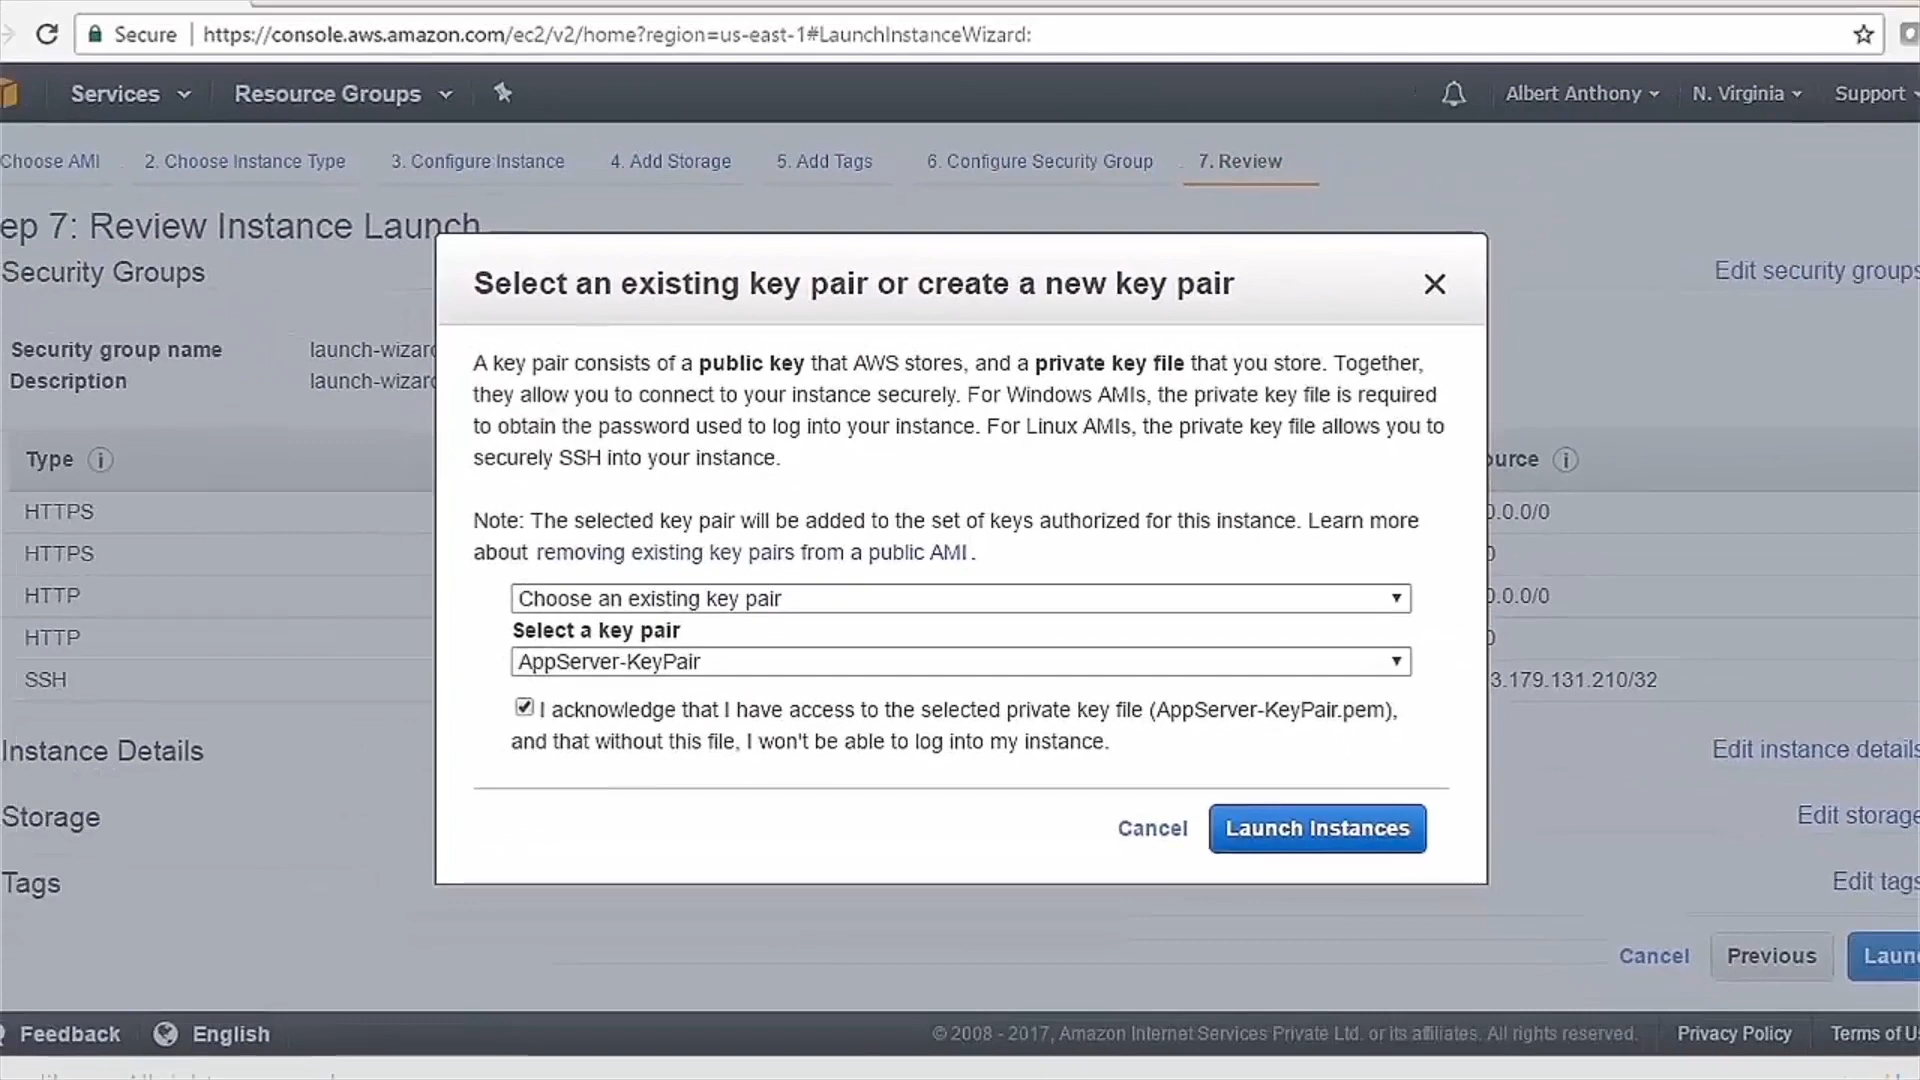 Secure https://console.aws.amazon.com/ec2/v2/home?region=us-east-1#LaunchInstanceWizard:
Services Resource Groups Albert Anthony N. Virginia Support
Choose AMI 2. Choose Instance Type 3. Configure Instance 4. Add Storage 5. Add Tags 6. Configure Security Group 7. Review
ep 7: Review Instance Launch
Security Groups Edit security groups
Security group name launch-wizard
Description launch-wizard
Type ource
HTTPS 0.0.0/0
HTTPS
HTTP 0.0.0/0
HTTP
SSH 3.179.131.210/32
Instance Details Edit instance details
Storage Edit storage
Tags Edit tags
Select an existing key pair or create a new key pair
A key pair consists of a public key that AWS stores, and a private key file that you store. Together,
they allow you to connect to your instance securely. For Windows AMIs, the private key file is required
to obtain the password used to log into your instance. For Linux AMIs, the private key file allows you to
securely SSH into your instance.
Note: The selected key pair will be added to the set of keys authorized for this instance. Learn more
about removing existing key pairs from a public AMI.
Choose an existing key pair
Select a key pair
AppServer-KeyPair
I acknowledge that I have access to the selected private key file (AppServer-KeyPair.pem),
and that without this file, I won't be able to log into my instance.
Cancel Launch Instances
Cancel Previous Laun
Feedback English © 2008 - 2017, Amazon Internet Services Private Ltd. or its affiliates. All rights reserved. Privacy Policy Terms of U